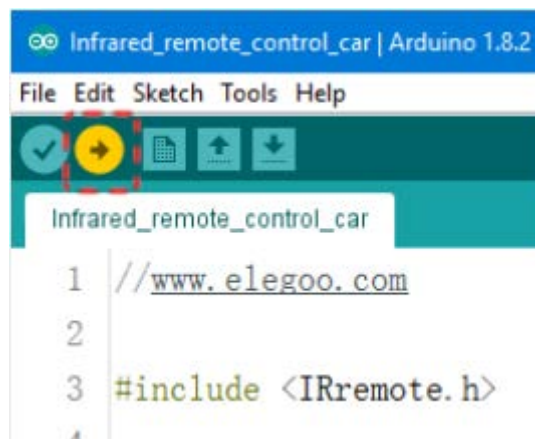 Infrared_remote_control_car | Arduino 1.8.2
File Edit Sketch Tools Help
Infrared_remote_control_car
1 //www.elegoo.com
2
3 #include <IRremote.h>